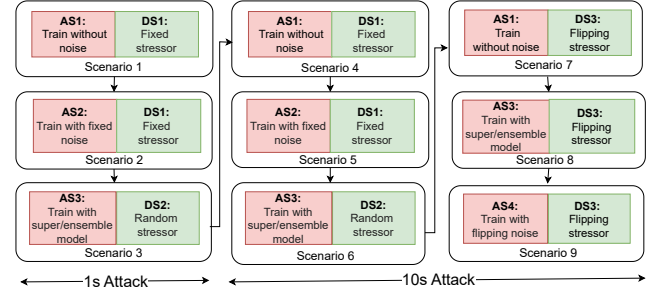 AS1:
Train without
noise
DS1:
Fixed
stressor
Scenario 1
AS2:
Train with fixed
noise
DS1:
Fixed
stressor
Scenario 2
AS3:
Train with
super/ensemble
model
DS2:
Random
stressor
Scenario 3
AS1:
Train without
noise
DS1:
Fixed
stressor
Scenario 4
AS2:
Train with fixed
noise
DS1:
Fixed
stressor
Scenario 5
AS3:
Train with
super/ensemble
model
DS2:
Random
stressor
Scenario 6
AS1:
Train
without noise
DS3:
Flipping
stressor
Scenario 7
AS3:
Train with
super/ensemble
model
DS3:
Flipping
stressor
Scenario 8
AS4:
Train with
flipping noise
DS3:
Flipping
stressor
Scenario 9
1s Attack
10s Attack